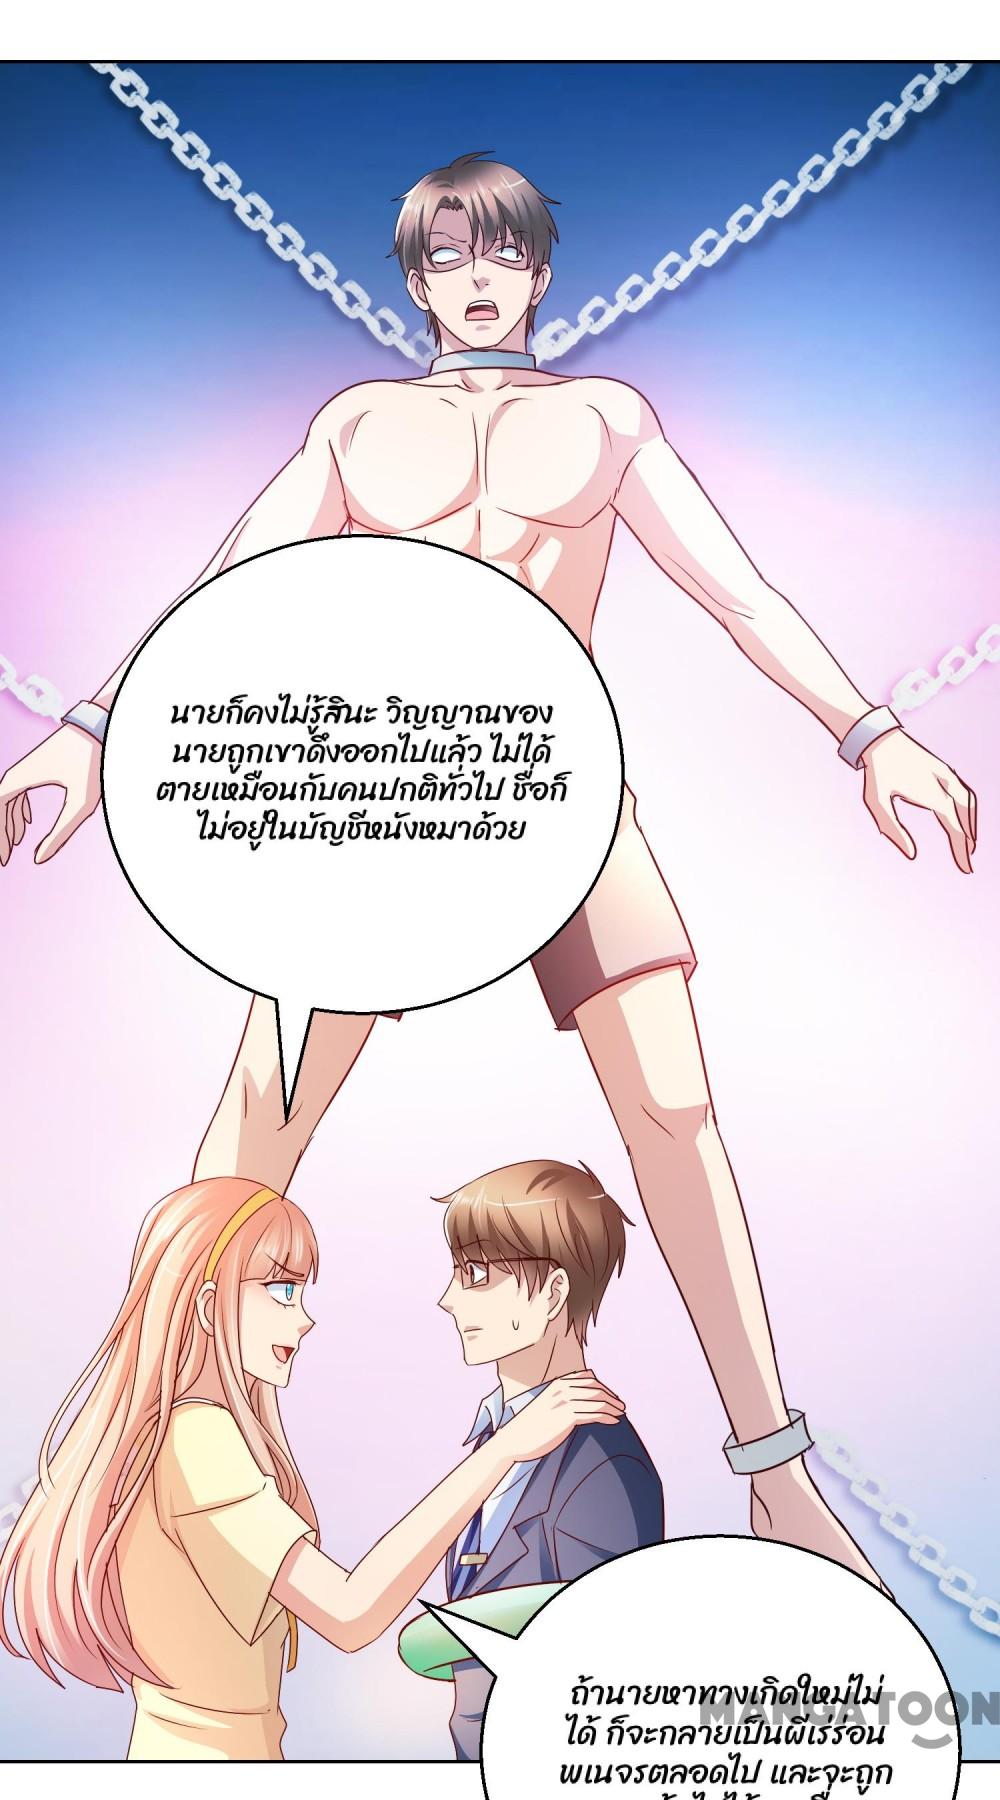 นายก็คงไม่รู้สินะ วิญญาณของ
นายถูกเขาดึงออกไปแล้ว ไม่ได้
ตายเหมือนกับคนปกติทั่วไป ชื่อก็
ไม่อยู่ในบัญชีหนังหมาด้วย
ถ้านายหาทางเกิดใหม่ไม่
ได้ ก็จะกลายเป็นผีเร่ร่อน
พเนจรตลอดไป และจะถูก
MANGATOON